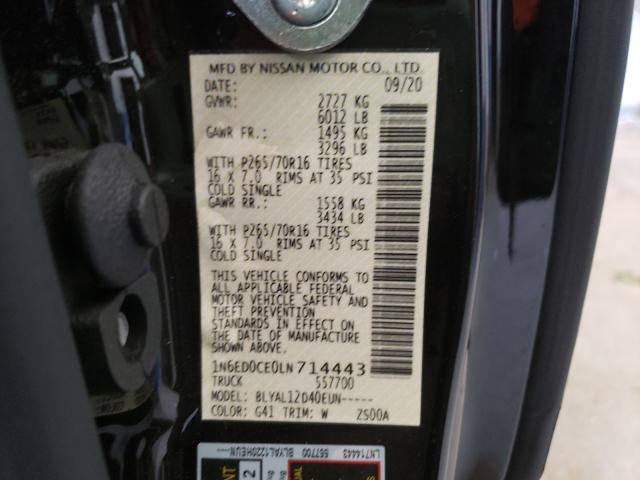 MFD BY NISSAN MOTOR CO., LTD.
DATE: 09/20
GVWR: 2727 KG
6012 LB
GAWR FR.: 1495 KG
3296 LB
WITH P265/70R16 TIRES
16 X 7.0 RIMS AT 35 PSI
COLD SINGLE
GAWR RR.: 1558 KG
3434 LB
WITH P265/70R16 TIRES
16 X 7.0 RIMS AT 35 PSI
COLD SINGLE
THIS VEHICLE CONFORMS TO
ALL APPLICABLE FEDERAL
MOTOR VEHICLE SAFETY AND
THEFT PREVENTION
STANDARDS IN EFFECT ON
THE DATE OF MANUFACTURE
SHOWN ABOVE.
1N6ED0CE0LN714443
TRUCK 557700
MODEL: BLYAL12D40EUN-----
COLOR: G41 TRIM: W 2S00A
LN714443 557700 BLYAL1220HEUN